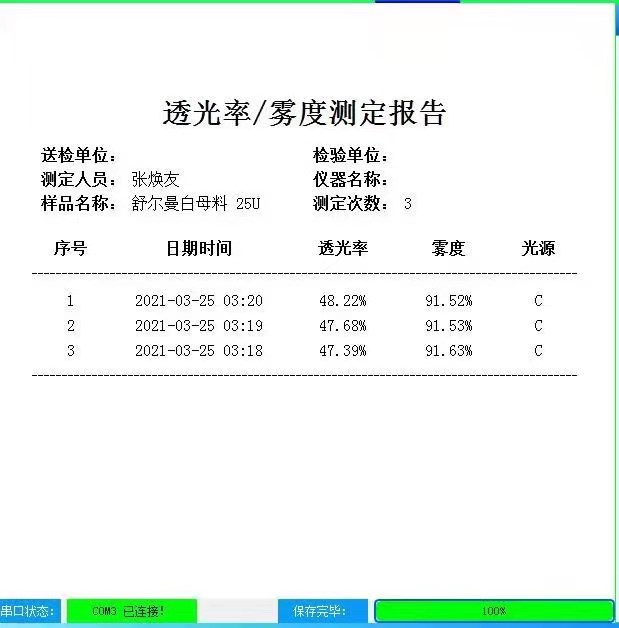 透光率/雾度测定报告
送检单位： 检验单位：
测定人员： 张焕友 仪器名称：
样品名称： 舒尔曼白母料 25U 测定次数： 3
序号 日期时间 透光率 雾度 光源
1 2021-03-25 03:20 48.22% 91.52% C
2 2021-03-25 03:19 47.68% 91.53% C
3 2021-03-25 03:18 47.39% 91.63% C
串口状态： COM3 已连接! 保存完毕： 100%